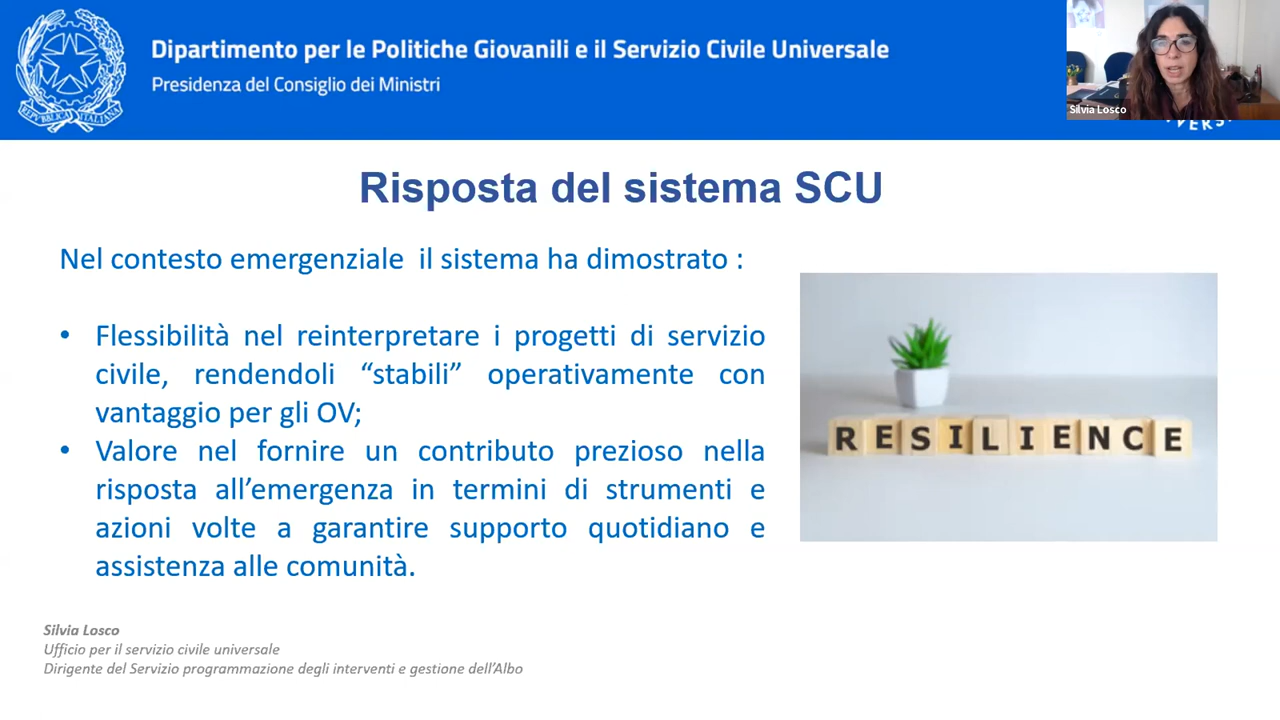 Dipartimento per le Politiche Giovanili e il Servizio Civile Universale
Presidenza del Consiglio dei Ministri
REPVBBLICA ITALIANA
Silvia Losco
Risposta del sistema SCU
Nel contesto emergenziale il sistema ha dimostrato :
• Flessibilità nel reinterpretare i progetti di servizio
civile, rendendoli “stabili” operativamente con
vantaggio per gli OV;
• Valore nel fornire un contributo prezioso nella
risposta all’emergenza in termini di strumenti e
azioni volte a garantire supporto quotidiano e
assistenza alle comunità.
RESILIENCE
Silvia Losco
Ufficio per il servizio civile universale
Dirigente del Servizio programmazione degli interventi e gestione dell’Albo